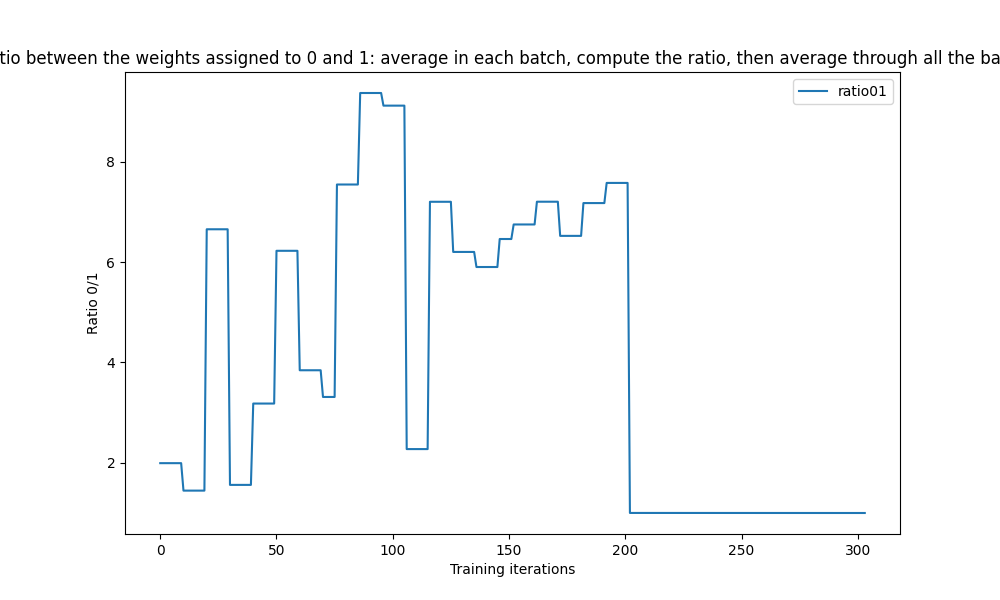 tio between the weights assigned to 0 and 1: average in each batch, compute the ratio, then average through all the ba
ratio01
8
6
4
2
Ratio 0/1
0 50 100 150 200 250 300
Training iterations